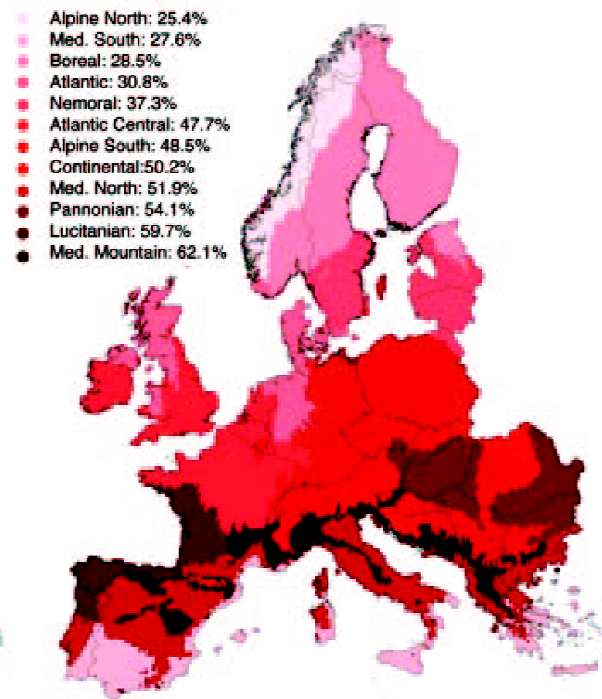 Alpine North: 25.4%
Med. South: 27.6%
Boreal: 28.5%
Atlantic: 30.8%
Nemoral: 37.3%
Atlantic Central: 47.7%
Alpine South: 48.5%
Continental:50.2%
Med. North: 51.9%
Pannonian: 54.1%
Lucitanian: 59.7%
Med. Mountain: 62.1%